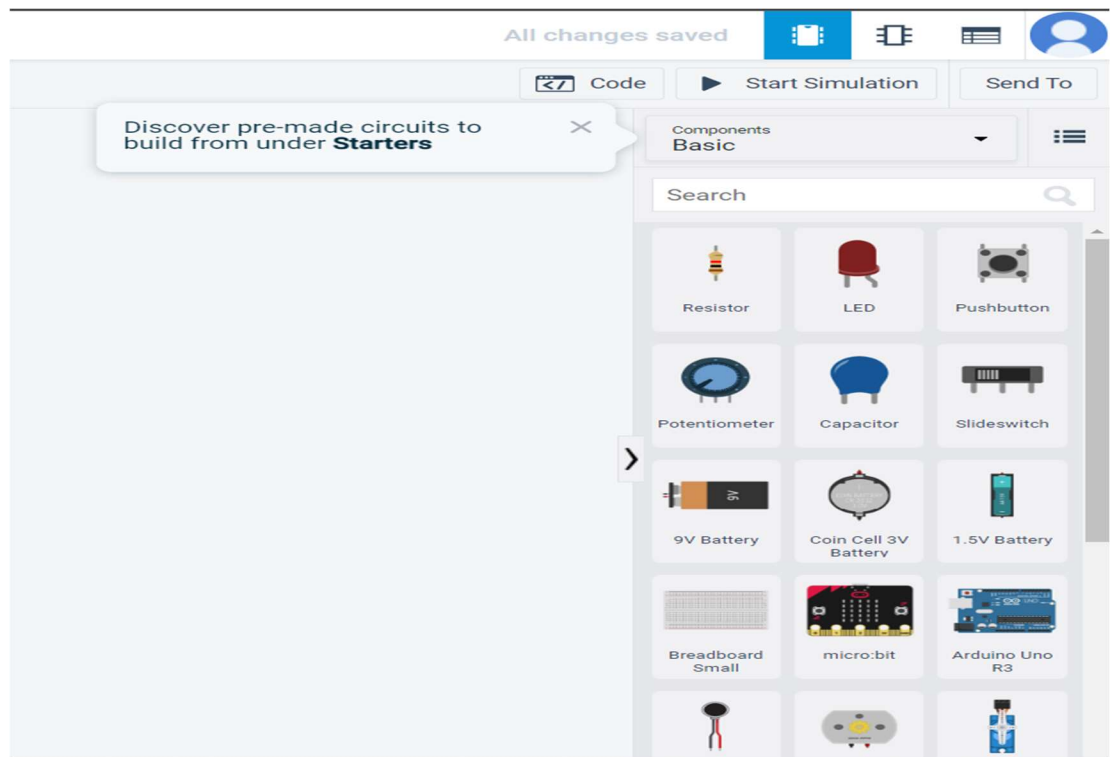 All changes saved
Code
Start Simulation
Send To
Discover pre-made circuits to
build from under Starters
Components
Basic
Search
Resistor
LED
Pushbutton
Potentiometer
Capacitor
Slideswitch
9V
9V Battery
Coin Cell 3V
Battery
1.5V Battery
Breadboard
Small
micro:bit
Arduino Uno
R3